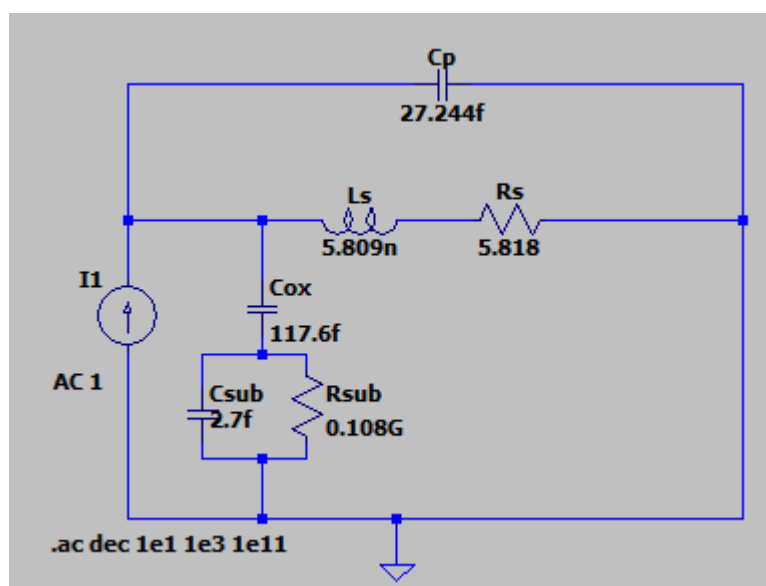 Cp
27.244f
Ls
Rs
5.809n
5.818
I1
Cox
117.6f
AC 1
Csub
Rsub
2.7f
0.108G
.ac dec 1e1 1e3 1e11